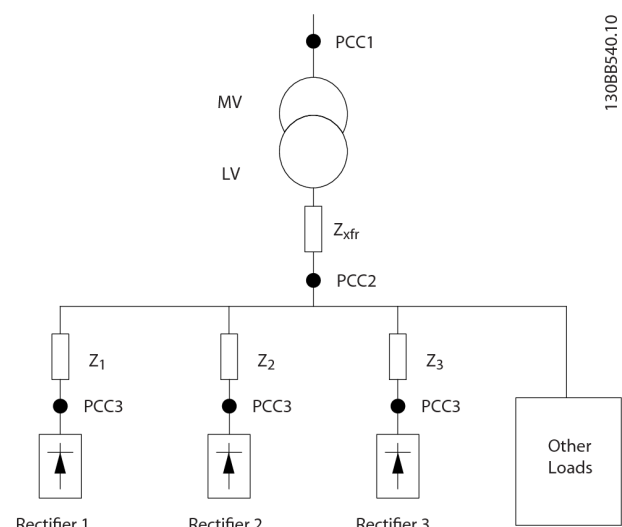 130BB540.10
PCC1
MV
LV
Zxfr
PCC2
Z1
Z2
Z3
PCC3
PCC3
PCC3
Other
Loads
Rectifier 1
Rectifier 2
Rectifier 3